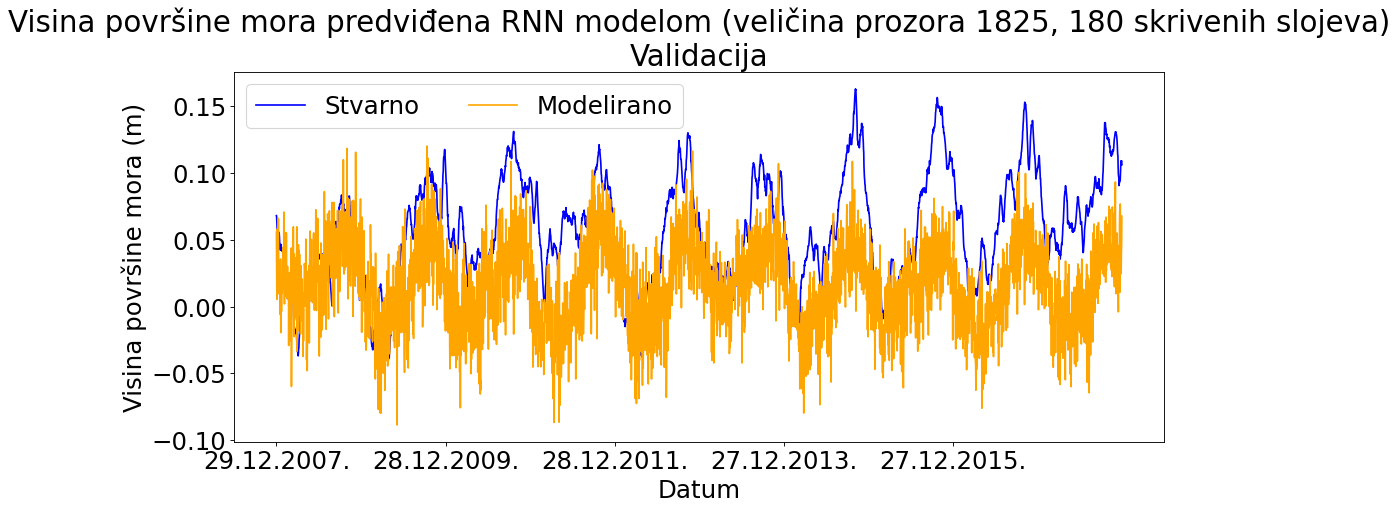 Visina površine mora predviđena RNN modelom (veličina prozora 1825, 180 skrivenih slojeva)
Validacija
Stvarno
Modelirano
Visina površine mora (m)
0.15
0.10
0.05
0.00
−0.05
−0.10
29.12.2007.
28.12.2009.
28.12.2011.
27.12.2013.
27.12.2015.
Datum